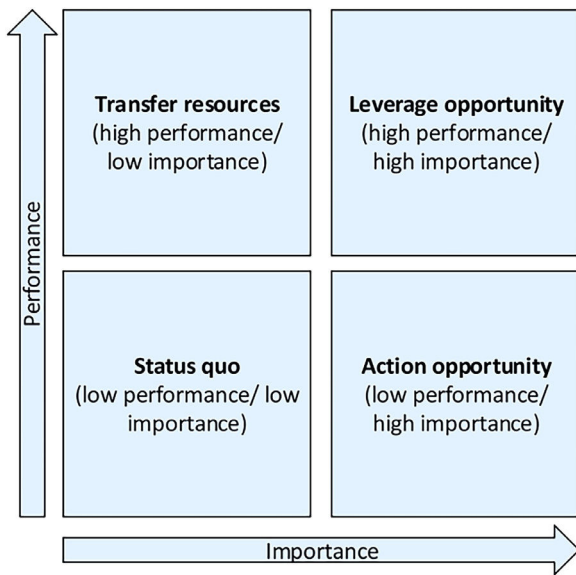 Transfer resources
(high performance/
low importance)
Leverage opportunity
(high performance/
high importance)
Performance
Status quo
(low performance/ low
importance)
Action opportunity
(low performance/
high importance)
Importance